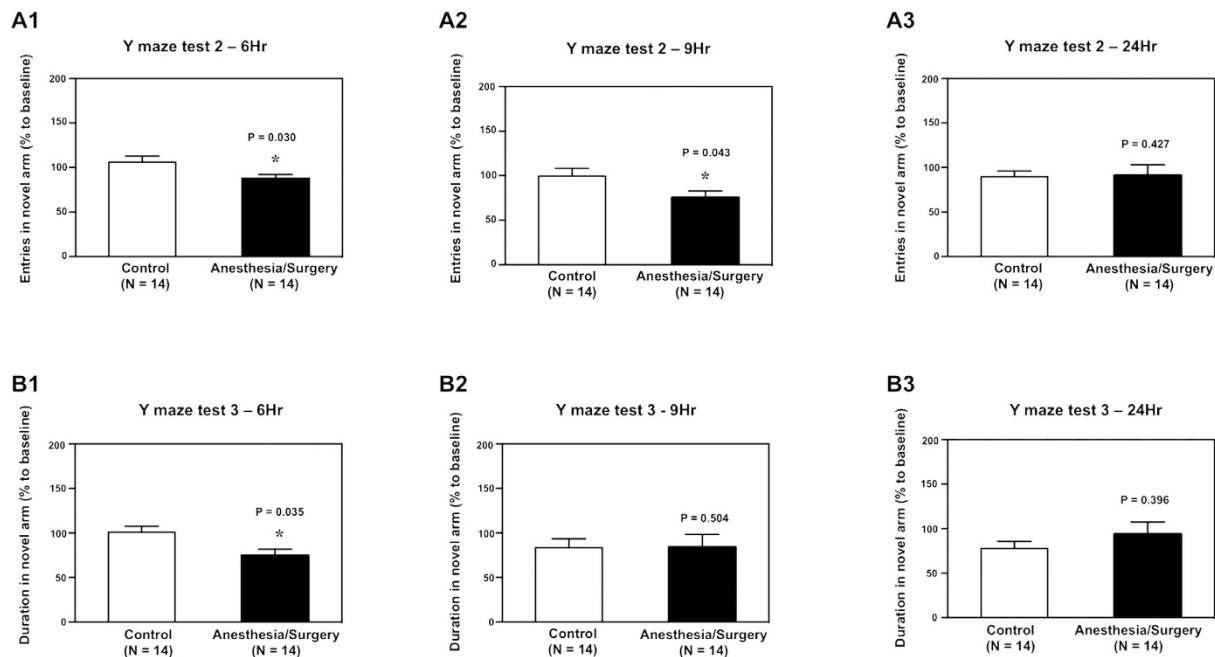 A1
Y maze test 2 – 6Hr
Entries in novel arm (% to baseline)
200
150
100
50
0
P = 0.030
*
Control
(N = 14)
Anesthesia/Surgery
(N = 14)
A2
Y maze test 2 – 9Hr
Entries in novel arm (% to baseline)
200
150
100
50
0
P = 0.043
*
Control
(N = 14)
Anesthesia/Surgery
(N = 14)
A3
Y maze test 2 – 24Hr
Entries in novel arm (% to baseline)
200
150
100
50
0
P = 0.427
Control
(N = 14)
Anesthesia/Surgery
(N = 14)
B1
Y maze test 3 – 6Hr
Duration in novel arm (% to baseline)
200
150
100
50
0
P = 0.035
*
Control
(N = 14)
Anesthesia/Surgery
(N = 14)
B2
Y maze test 3 - 9Hr
Duration in novel arm (% to baseline)
200
150
100
50
0
P = 0.504
Control
(N = 14)
Anesthesia/Surgery
(N = 14)
B3
Y maze test 3 – 24Hr
Duration in novel arm (% to baseline)
200
150
100
50
0
P = 0.396
Control
(N = 14)
Anesthesia/Surgery
(N = 14)